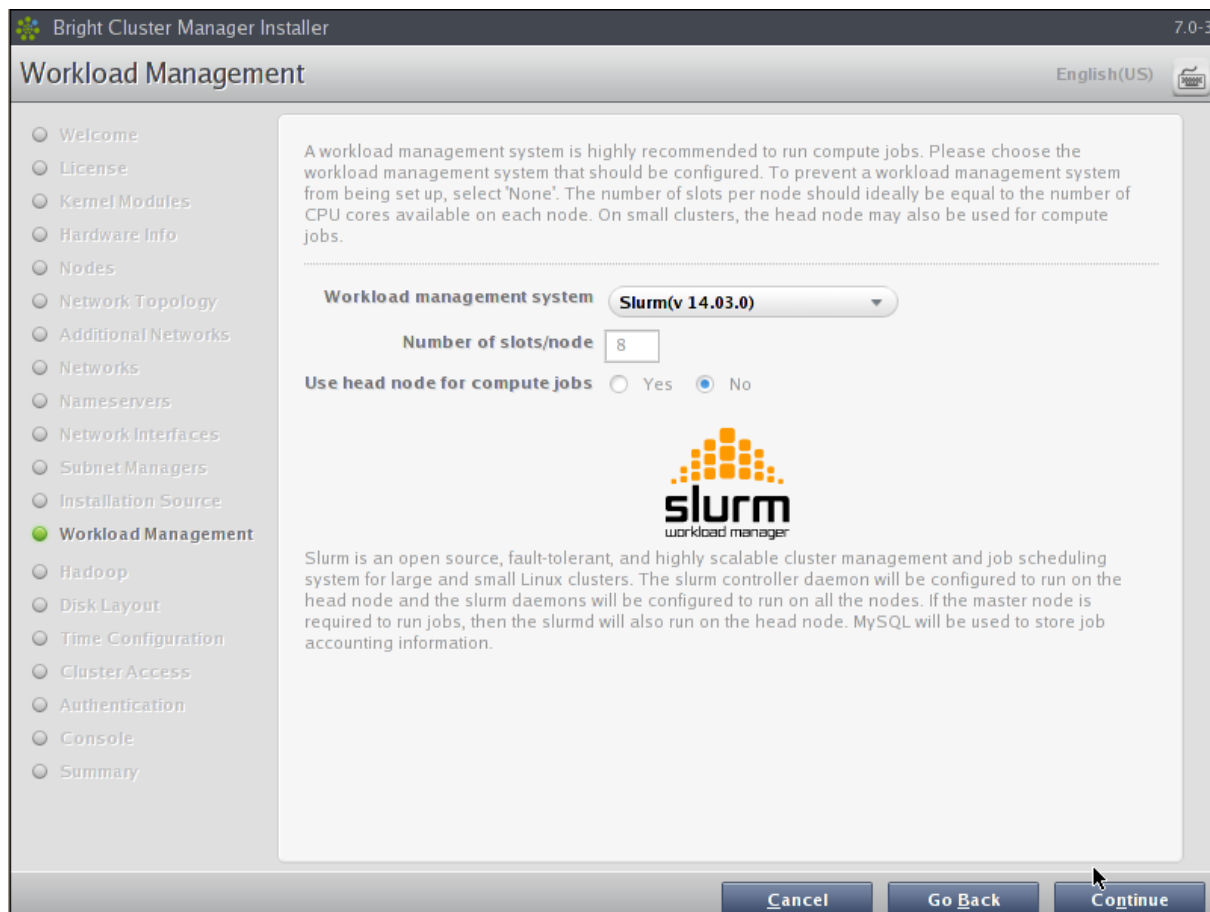 Bright Cluster Manager Installer
7.0-3
Workload Management
English(US)
Welcome
License
Kernel Modules
Hardware Info
Nodes
Network Topology
Additional Networks
Networks
Nameservers
Network Interfaces
Subnet Managers
Installation Source
Workload Management
Hadoop
Disk Layout
Time Configuration
Cluster Access
Authentication
Console
Summary
A workload management system is highly recommended to run compute jobs. Please choose the
workload management system that should be configured. To prevent a workload management system
from being set up, select 'None'. The number of slots per node should ideally be equal to the number of
CPU cores available on each node. On small clusters, the head node may also be used for compute
jobs.
Workload management system Slurm(v 14.03.0)
Number of slots/node 8
Use head node for compute jobs Yes No
slurm
workload manager
Slurm is an open source, fault-tolerant, and highly scalable cluster management and job scheduling
system for large and small Linux clusters. The slurm controller daemon will be configured to run on the
head node and the slurm daemons will be configured to run on all the nodes. If the master node is
required to run jobs, then the slurmd will also run on the head node. MySQL will be used to store job
accounting information.
Cancel Go Back Continue